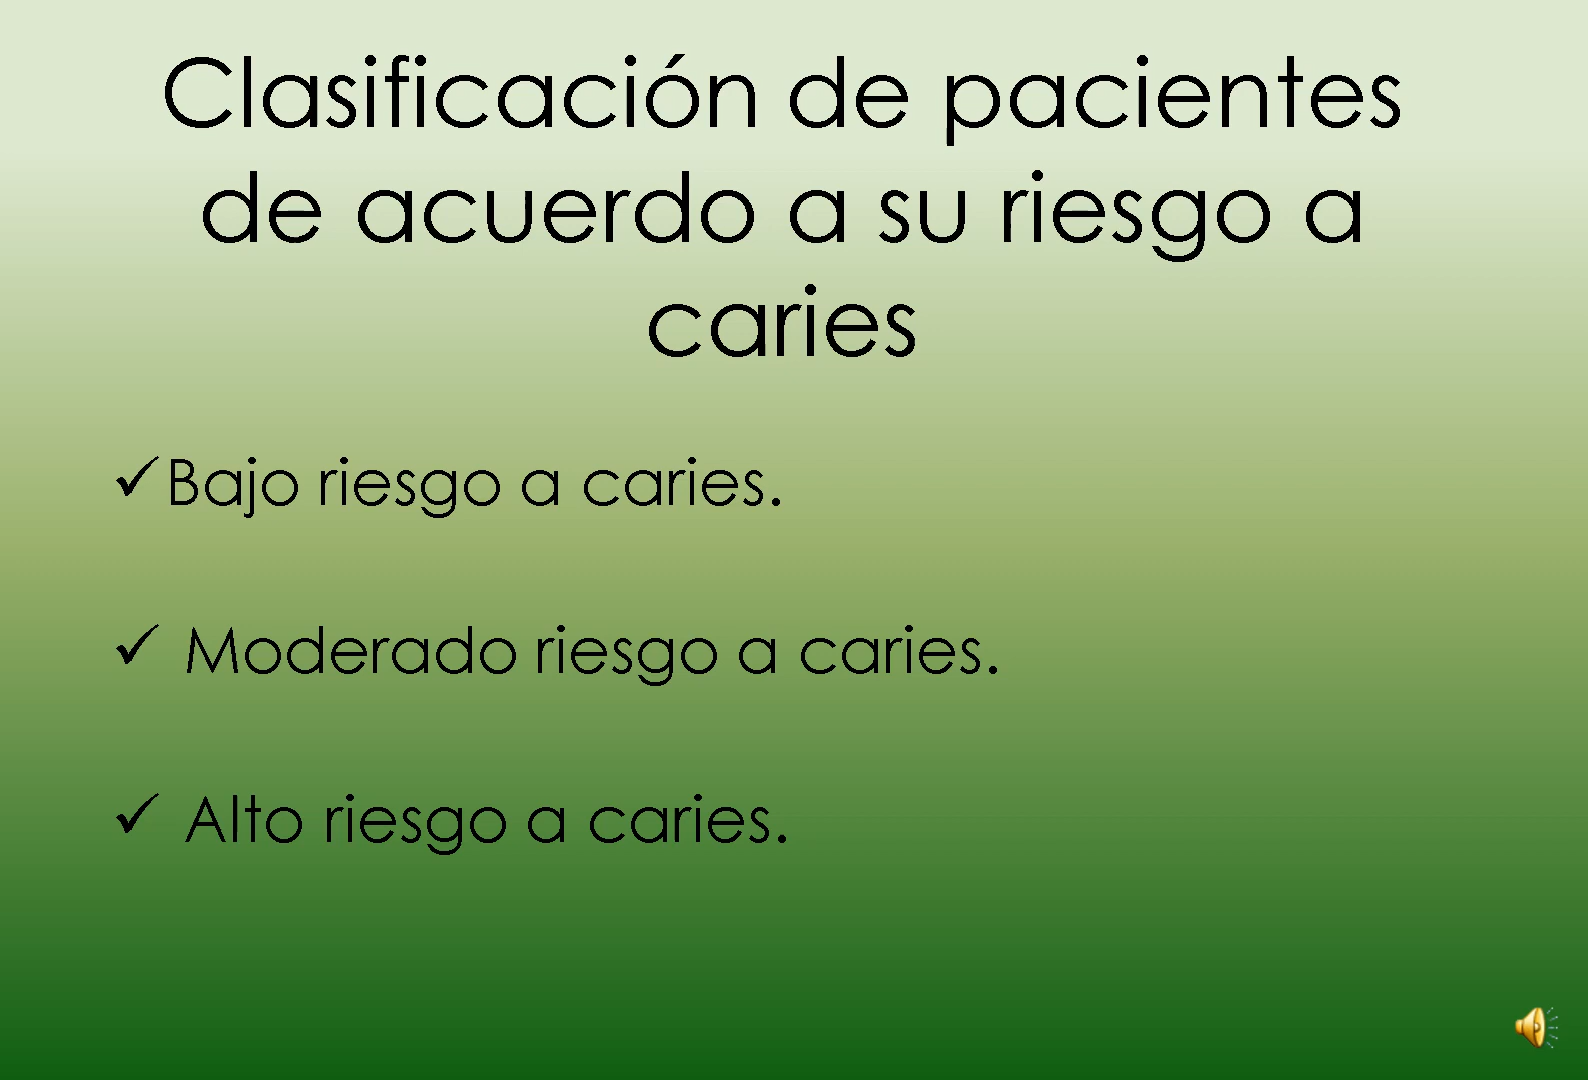 Clasificación de pacientes
de acuerdo a su riesgo a
caries
✓Bajo riesgo a caries.
✓ Moderado riesgo a caries.
✓ Alto riesgo a caries.